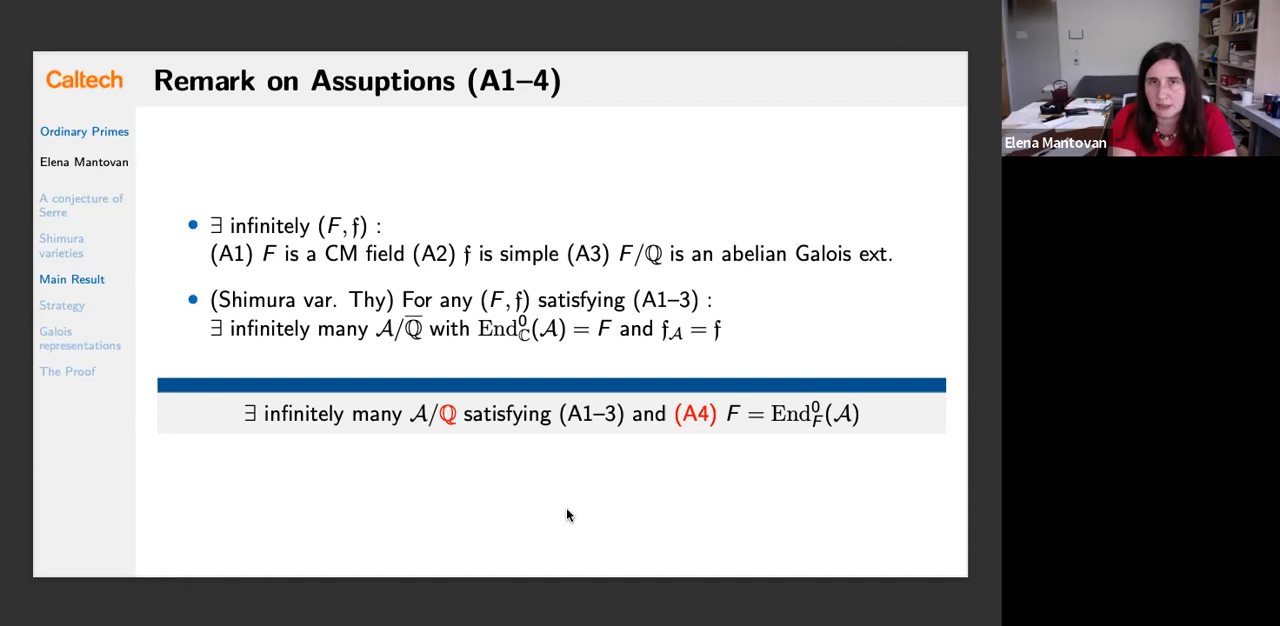 Caltech
Remark on Assuptions (A1–4)
Ordinary Primes
Elena Mantovan
A conjecture of
Serre
Shimura
varieties
Main Result
Strategy
Galois
representations
The Proof
• ∃ infinitely (F, 𝔣) :
(A1) F is a CM field (A2) 𝔣 is simple (A3) F/ℚ is an abelian Galois ext.
• (Shimura var. Thy) For any (F, 𝔣) satisfying (A1–3) :
∃ infinitely many 𝒜/ℚ̅ with End⁰_ℂ(𝒜) = F and 𝔣_𝒜 = 𝔣
∃ infinitely many 𝒜/ℚ satisfying (A1–3) and (A4) F = End⁰_F(𝒜)
Elena Mantovan